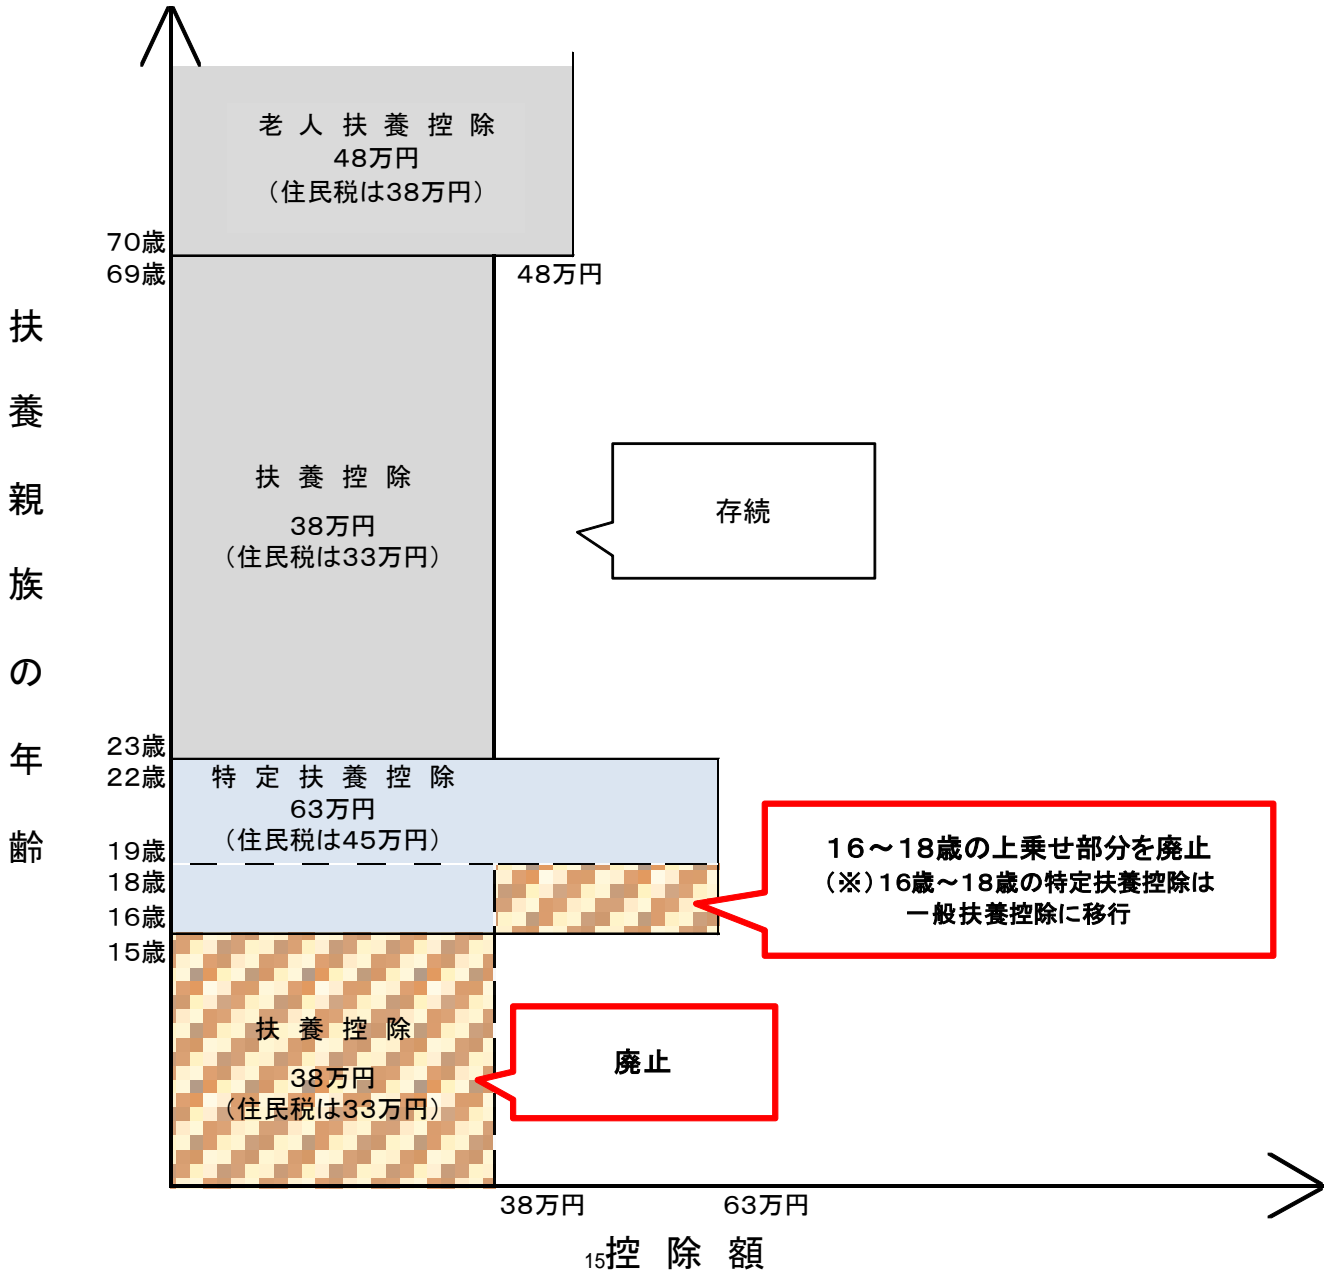 老人扶養控除
48万円
（住民税は38万円）
70歳
69歳
48万円
扶養親族の年齢
扶養控除
38万円
（住民税は33万円）
存続
23歳
22歳
特定扶養控除
63万円
（住民税は45万円）
19歳
18歳
16歳
15歳
16～18歳の上乗せ部分を廃止
（※）16歳～18歳の特定扶養控除は
一般扶養控除に移行
扶養控除
38万円
（住民税は33万円）
廃止
38万円
63万円
15控除額